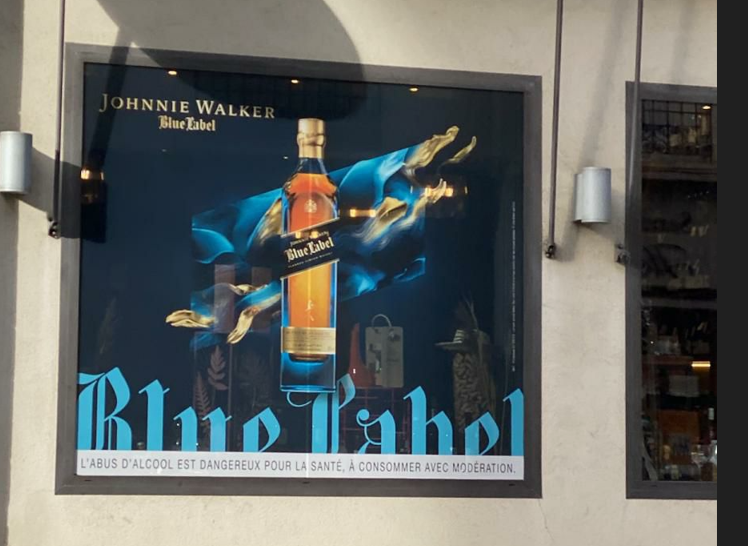 JOHNNIE WALKER
Blue Label
Blue Label
Blue Label
L'ABUS D'ALCOOL EST DANGEREUX POUR LA SANTÉ, À CONSOMMER AVEC MODÉRATION.